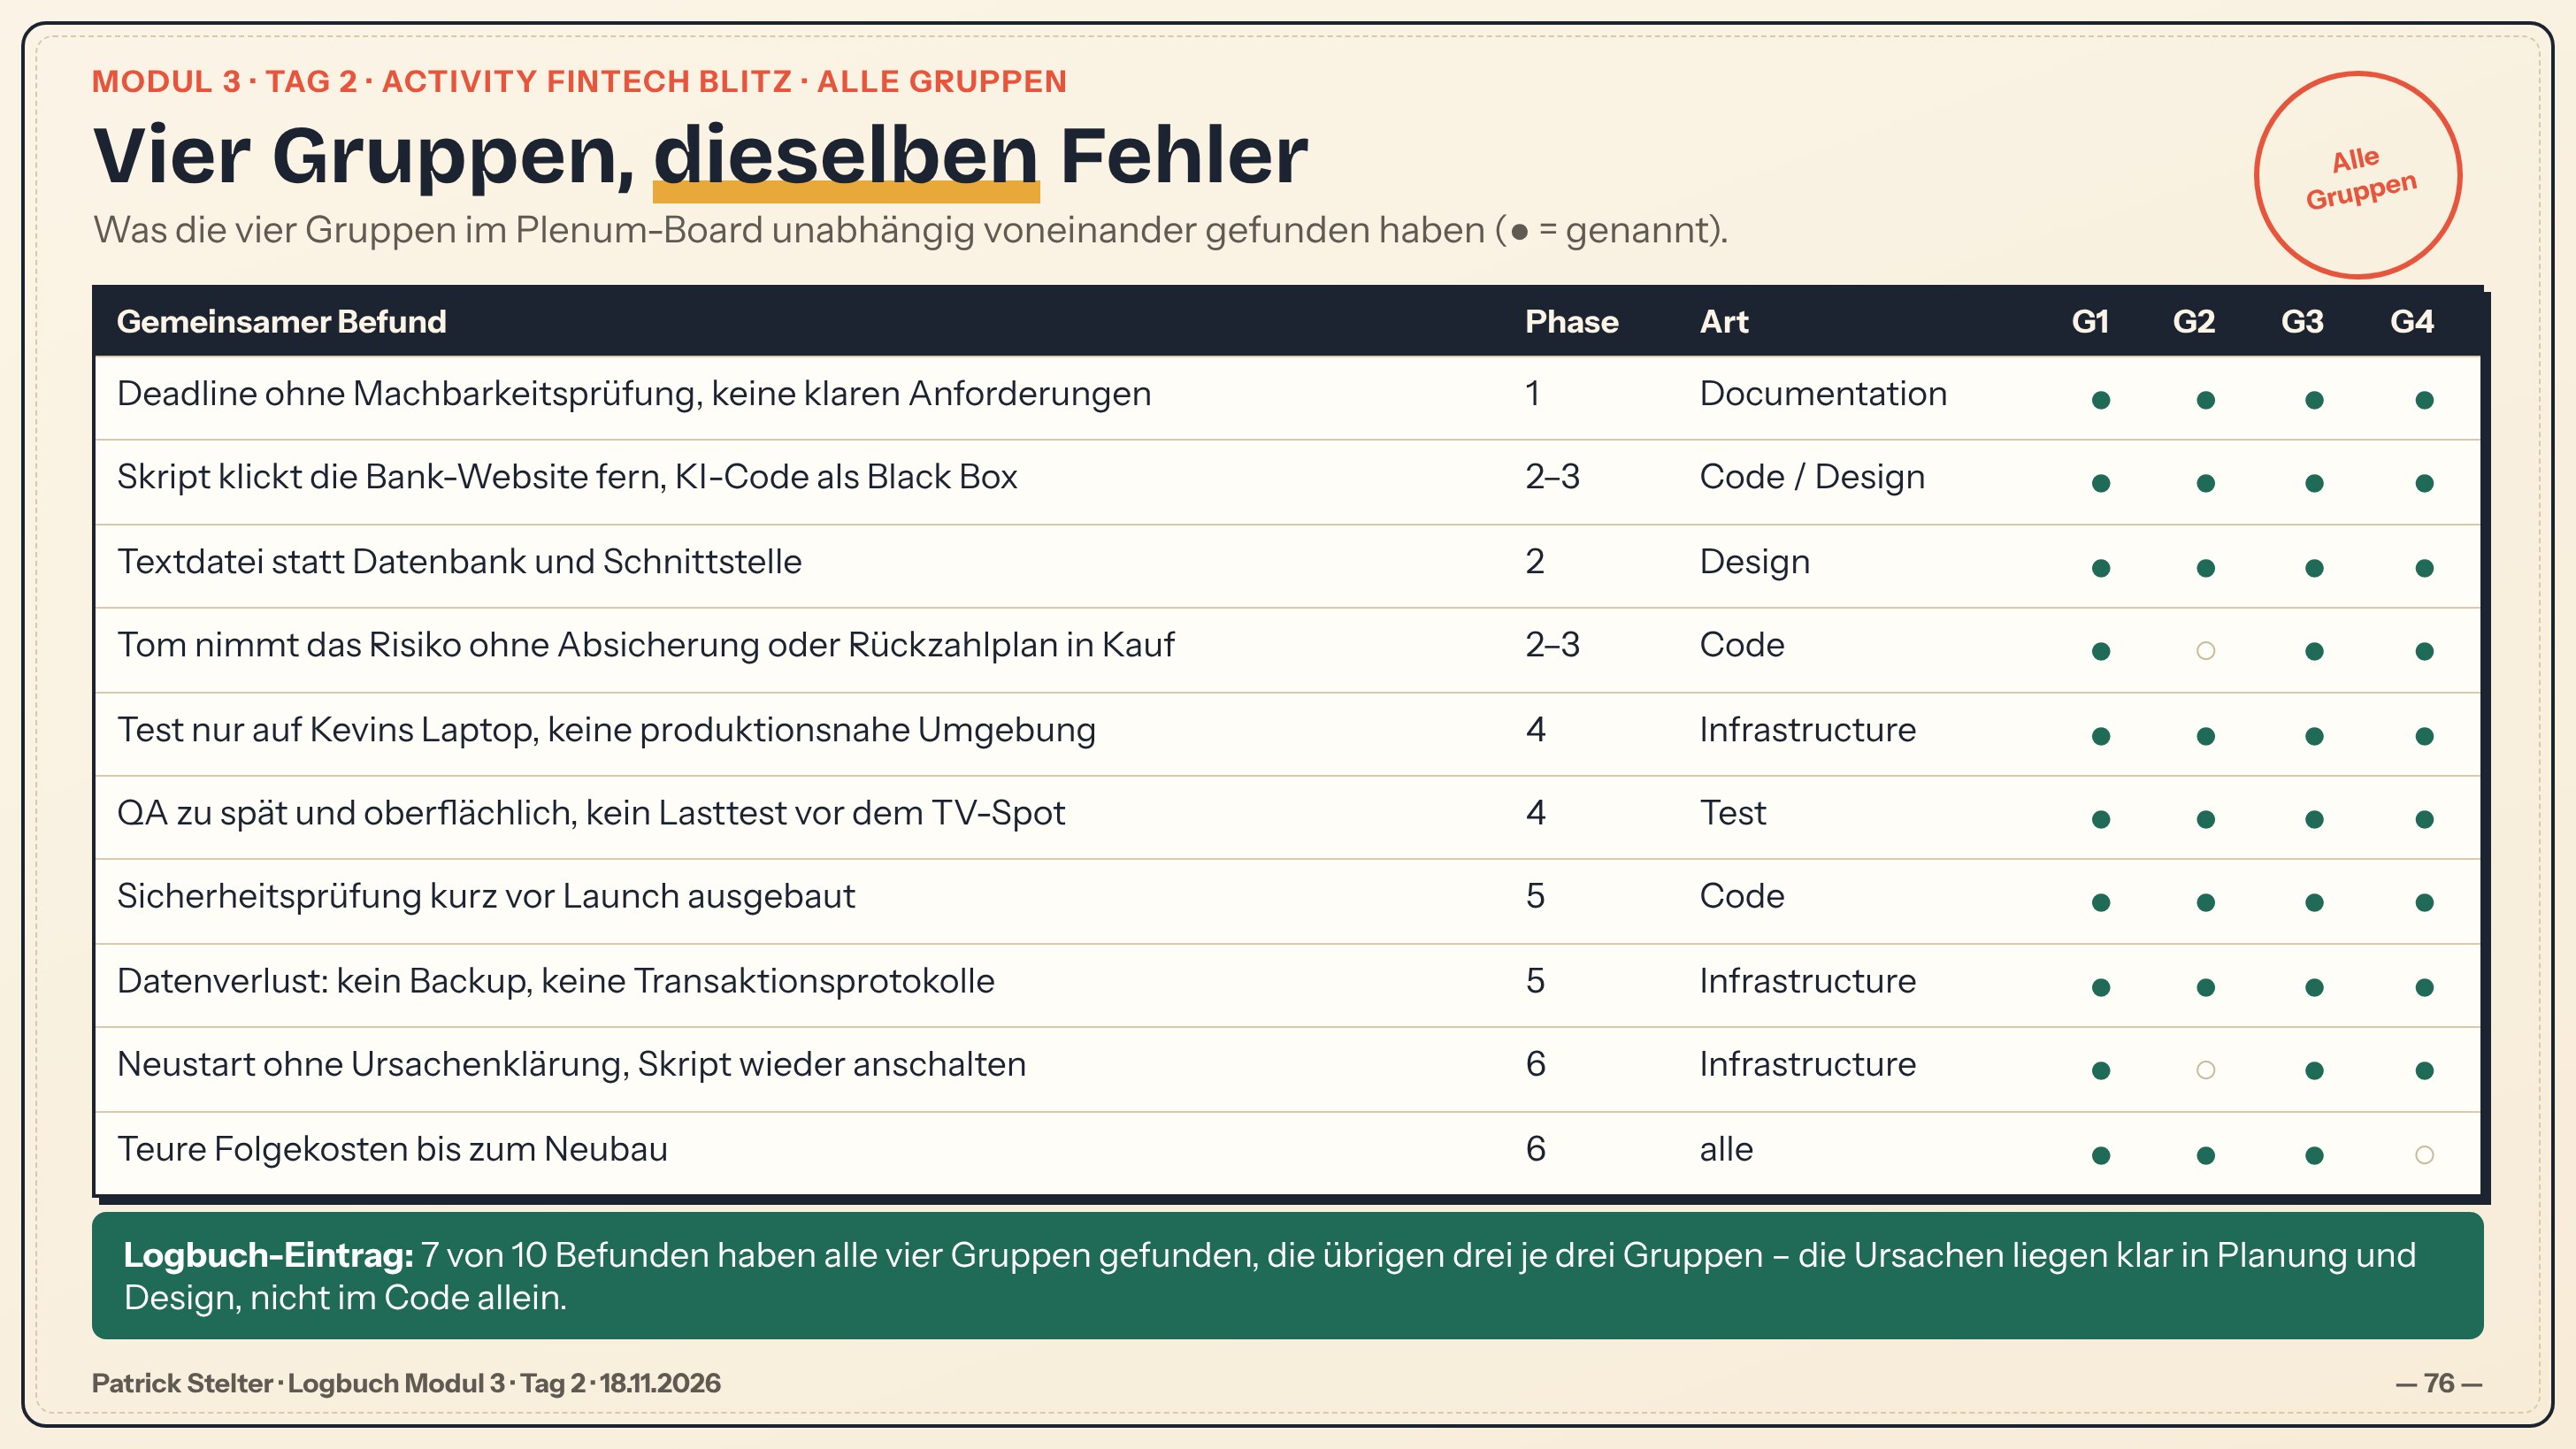 MODUL 3 · TAG 2 · ACTIVITY FINTECH BLITZ · ALLE GRUPPEN
Vier Gruppen, dieselben Fehler
Was die vier Gruppen im Plenum-Board unabhängig voneinander gefunden haben (● = genannt).
Alle
Gruppen
Gemeinsamer Befund Phase Art G1 G2 G3 G4
Deadline ohne Machbarkeitsprüfung, keine klaren Anforderungen 1 Documentation ● ● ● ●
Skript klickt die Bank-Website fern, KI-Code als Black Box 2–3 Code / Design ● ● ● ●
Textdatei statt Datenbank und Schnittstelle 2 Design ● ● ● ●
Tom nimmt das Risiko ohne Absicherung oder Rückzahlplan in Kauf 2–3 Code ● ○ ● ●
Test nur auf Kevins Laptop, keine produktionsnahe Umgebung 4 Infrastructure ● ● ● ●
QA zu spät und oberflächlich, kein Lasttest vor dem TV-Spot 4 Test ● ● ● ●
Sicherheitsprüfung kurz vor Launch ausgebaut 5 Code ● ● ● ●
Datenverlust: kein Backup, keine Transaktionsprotokolle 5 Infrastructure ● ● ● ●
Neustart ohne Ursachenklärung, Skript wieder anschalten 6 Infrastructure ● ○ ● ●
Teure Folgekosten bis zum Neubau 6 alle ● ● ● ○
Logbuch-Eintrag: 7 von 10 Befunden haben alle vier Gruppen gefunden, die übrigen drei je drei Gruppen – die Ursachen liegen klar in Planung und
Design, nicht im Code allein.
Patrick Stelter · Logbuch Modul 3 · Tag 2 · 18.11.2026
— 76 —